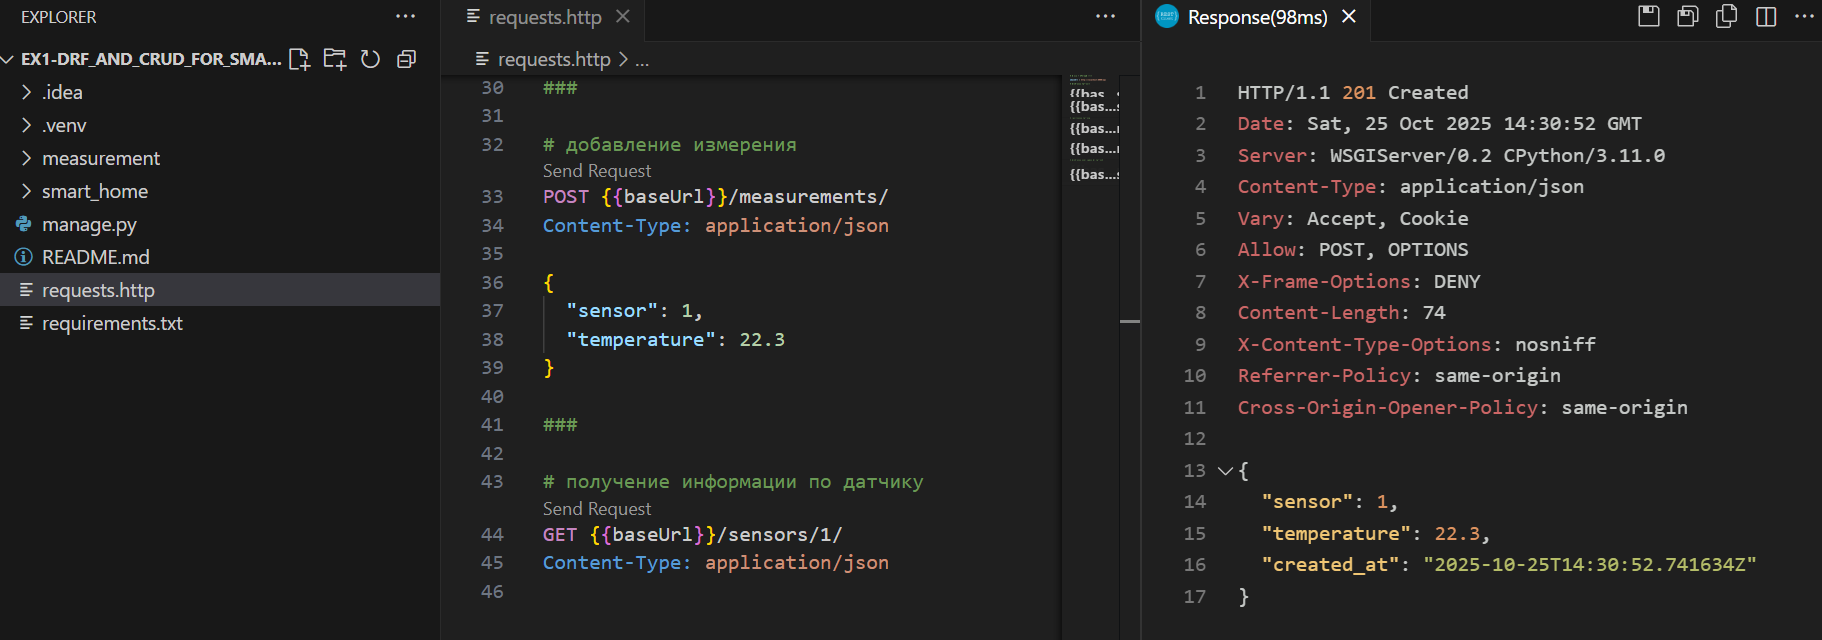 EXPLORER
EX1-DRF_AND_CRUD_FOR_SMA...
.idea
.venv
measurement
smart_home
manage.py
README.md
requests.http
requirements.txt
requests.http
requests.http > ...
30 ###
31
32 # добавление измерения
Send Request
33 POST {{baseUrl}}/measurements/
34 Content-Type: application/json
35
36 {
37 "sensor": 1,
38 "temperature": 22.3
39 }
40
41 ###
42
43 # получение информации по датчику
Send Request
44 GET {{baseUrl}}/sensors/1/
45 Content-Type: application/json
46
Response(98ms)
1 HTTP/1.1 201 Created
2 Date: Sat, 25 Oct 2025 14:30:52 GMT
3 Server: WSGIServer/0.2 CPython/3.11.0
4 Content-Type: application/json
5 Vary: Accept, Cookie
6 Allow: POST, OPTIONS
7 X-Frame-Options: DENY
8 Content-Length: 74
9 X-Content-Type-Options: nosniff
10 Referrer-Policy: same-origin
11 Cross-Origin-Opener-Policy: same-origin
12
13 {
14 "sensor": 1,
15 "temperature": 22.3,
16 "created_at": "2025-10-25T14:30:52.741634Z"
17 }